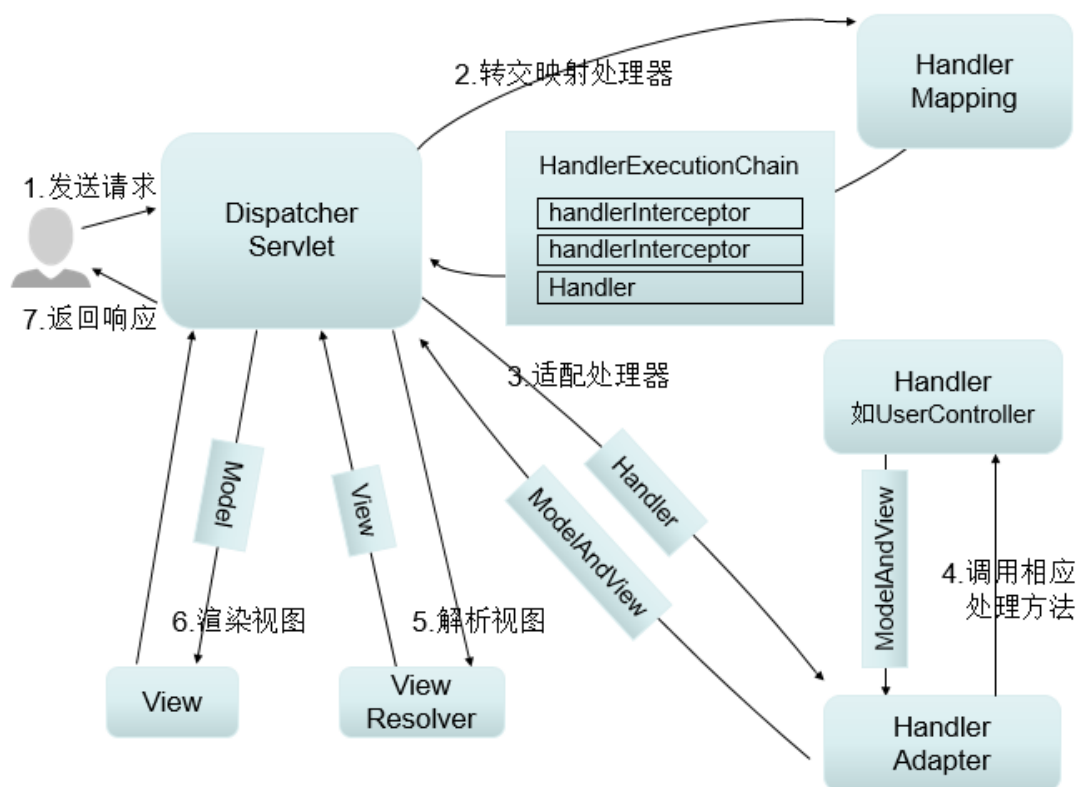 2.转交映射处理器
Handler
Mapping
HandlerExecutionChain
handlerInterceptor
handlerInterceptor
Handler
1.发送请求
Dispatcher
Servlet
7.返回响应
3.适配处理器
Handler
如UserController
Model
View
Handler
ModelAndView
ModelAndView
4.调用相应
处理方法
6.渲染视图
5.解析视图
View
View
Resolver
Handler
Adapter